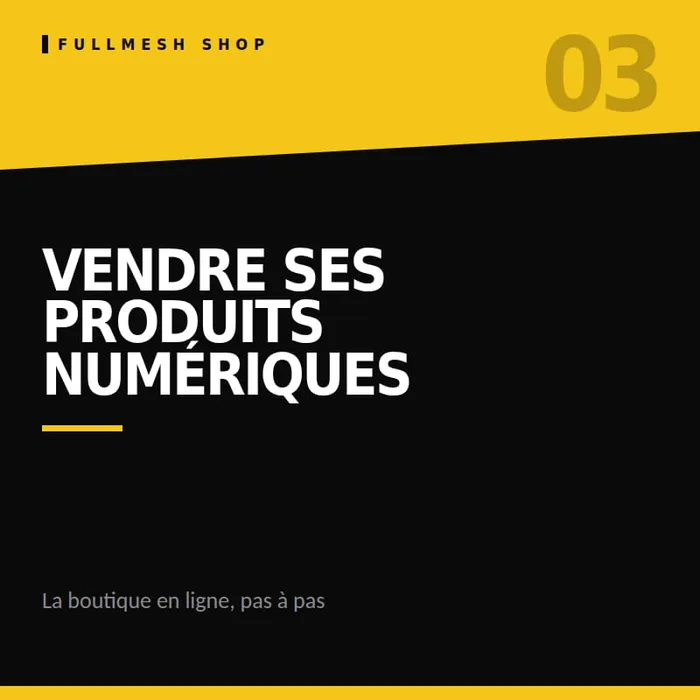 FULLMESH SHOP
03
VENDRE SES
PRODUITS
NUMÉRIQUES
La boutique en ligne, pas à pas